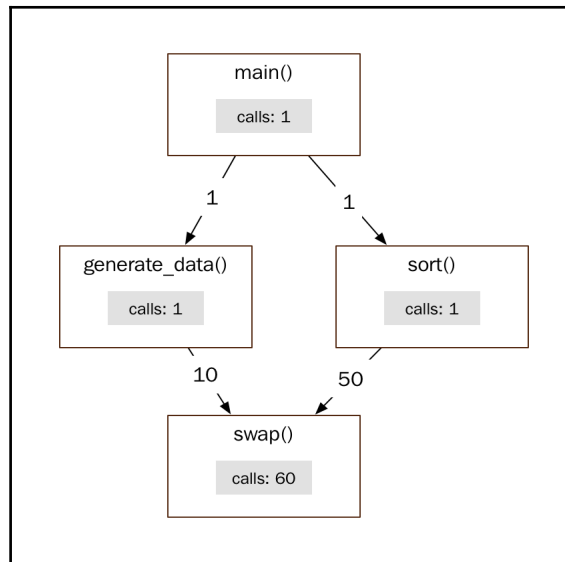 main()
calls: 1
1
1
generate_data()
calls: 1
sort()
calls: 1
10
50
swap()
calls: 60